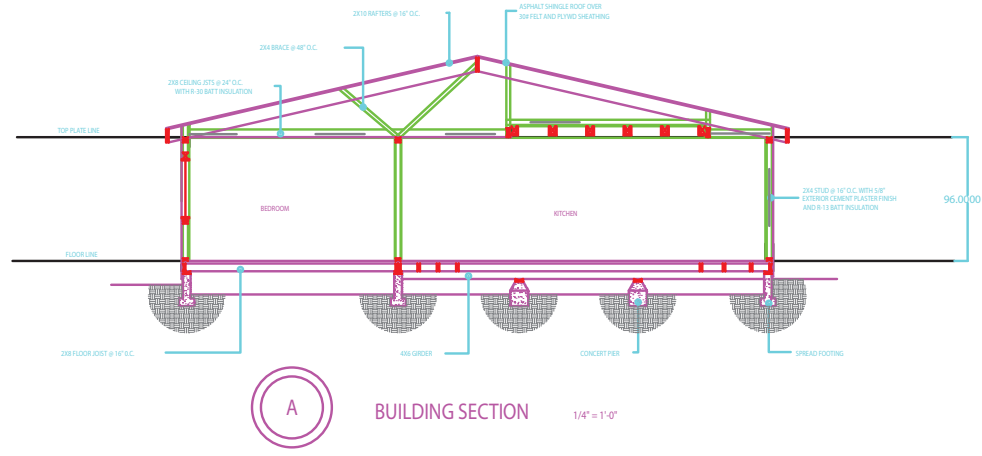 ASPHALT SHINGLE ROOF OVER
30# FELT AND PLYWD SHEATHING
2X10 RAFTERS @ 16" O.C.
2X4 BRACE @ 48" O.C.
2X8 CEILING JSTS @ 24" O.C.
WITH R-30 BATT INSULATION
TOP PLATE LINE
2X4 STUD @ 16" O.C. WITH 5/8"
EXTERIOR CEMENT PLASTER FINISH
AND R-13 BATT INSULATION
96.0000
BEDROOM
KITCHEN
FLOOR LINE
2X8 FLOOR JOIST @ 16" O.C.
4X6 GIRDER
CONCERT PIER
SPREAD FOOTING
A
BUILDING SECTION
1/4" = 1'-0"